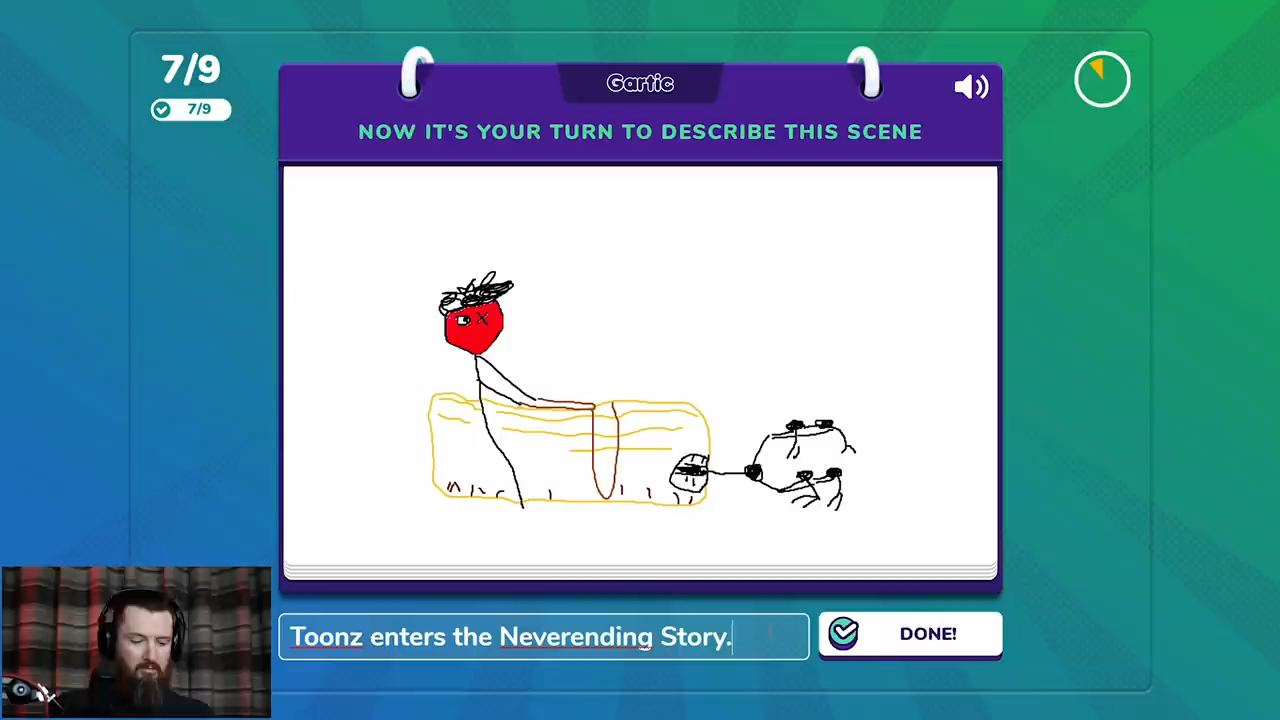 7/9
7/9
Gartic
NOW IT'S YOUR TURN TO DESCRIBE THIS SCENE
Toonz enters the Neverending Story.
DONE!